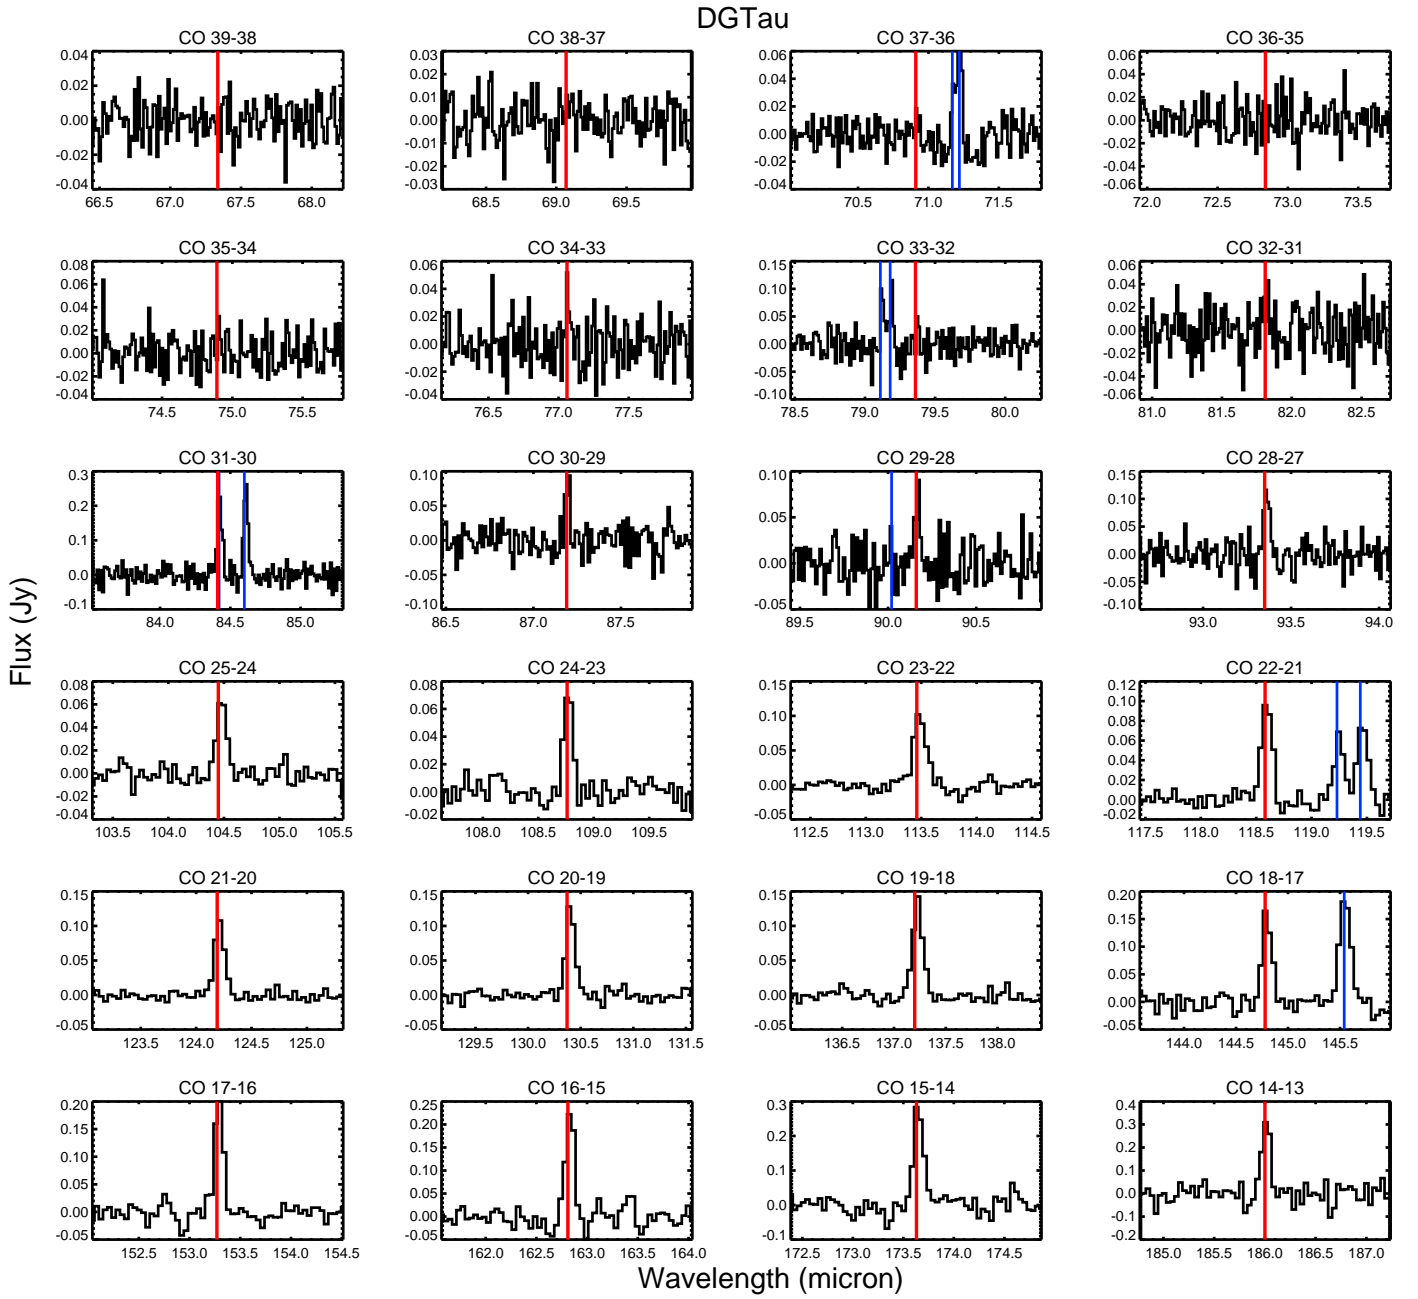 DGTau
CO 39-38
CO 38-37
CO 37-36
CO 36-35
0.04
0.02
0.00
-0.02
-0.04
66.5 67.0 67.5 68.0
0.03
0.02
0.01
0.00
-0.01
-0.02
-0.03
68.5 69.0 69.5
0.06
0.04
0.02
0.00
-0.02
-0.04
70.5 71.0 71.5
0.06
0.04
0.02
0.00
-0.02
-0.04
-0.06
72.0 72.5 73.0 73.5
CO 35-34
CO 34-33
CO 33-32
CO 32-31
0.08
0.06
0.04
0.02
0.00
-0.02
-0.04
74.5 75.0 75.5
0.06
0.04
0.02
0.00
-0.02
-0.04
76.5 77.0 77.5
0.15
0.10
0.05
0.00
-0.05
-0.10
78.5 79.0 79.5 80.0
0.06
0.04
0.02
0.00
-0.02
-0.04
-0.06
81.0 81.5 82.0 82.5
CO 31-30
CO 30-29
CO 29-28
CO 28-27
0.3
0.2
0.1
0.0
-0.1
84.0 84.5 85.0
0.10
0.05
0.00
-0.05
-0.10
86.5 87.0 87.5
0.10
0.05
0.00
-0.05
89.5 90.0 90.5
0.15
0.10
0.05
0.00
-0.05
-0.10
93.0 93.5 94.0
Flux (Jy)
CO 25-24
CO 24-23
CO 23-22
CO 22-21
0.08
0.06
0.04
0.02
0.00
-0.02
-0.04
103.5 104.0 104.5 105.0 105.5
0.08
0.06
0.04
0.02
0.00
-0.02
108.0 108.5 109.0 109.5
0.15
0.10
0.05
0.00
-0.05
112.5 113.0 113.5 114.0 114.5
0.12
0.10
0.08
0.06
0.04
0.02
0.00
-0.02
117.5 118.0 118.5 119.0 119.5
CO 21-20
CO 20-19
CO 19-18
CO 18-17
0.15
0.10
0.05
0.00
-0.05
123.5 124.0 124.5 125.0
0.15
0.10
0.05
0.00
-0.05
129.5 130.0 130.5 131.0 131.5
0.15
0.10
0.05
0.00
-0.05
136.5 137.0 137.5 138.0
0.20
0.15
0.10
0.05
0.00
-0.05
144.0 144.5 145.0 145.5
CO 17-16
CO 16-15
CO 15-14
CO 14-13
0.20
0.15
0.10
0.05
0.00
-0.05
152.5 153.0 153.5 154.0 154.5
0.25
0.20
0.15
0.10
0.05
0.00
-0.05
162.0 162.5 163.0 163.5 164.0
0.3
0.2
0.1
0.0
-0.1
172.5 173.0 173.5 174.0 174.5
0.4
0.3
0.2
0.1
0.0
-0.1
-0.2
185.0 185.5 186.0 186.5 187.0
Wavelength (micron)